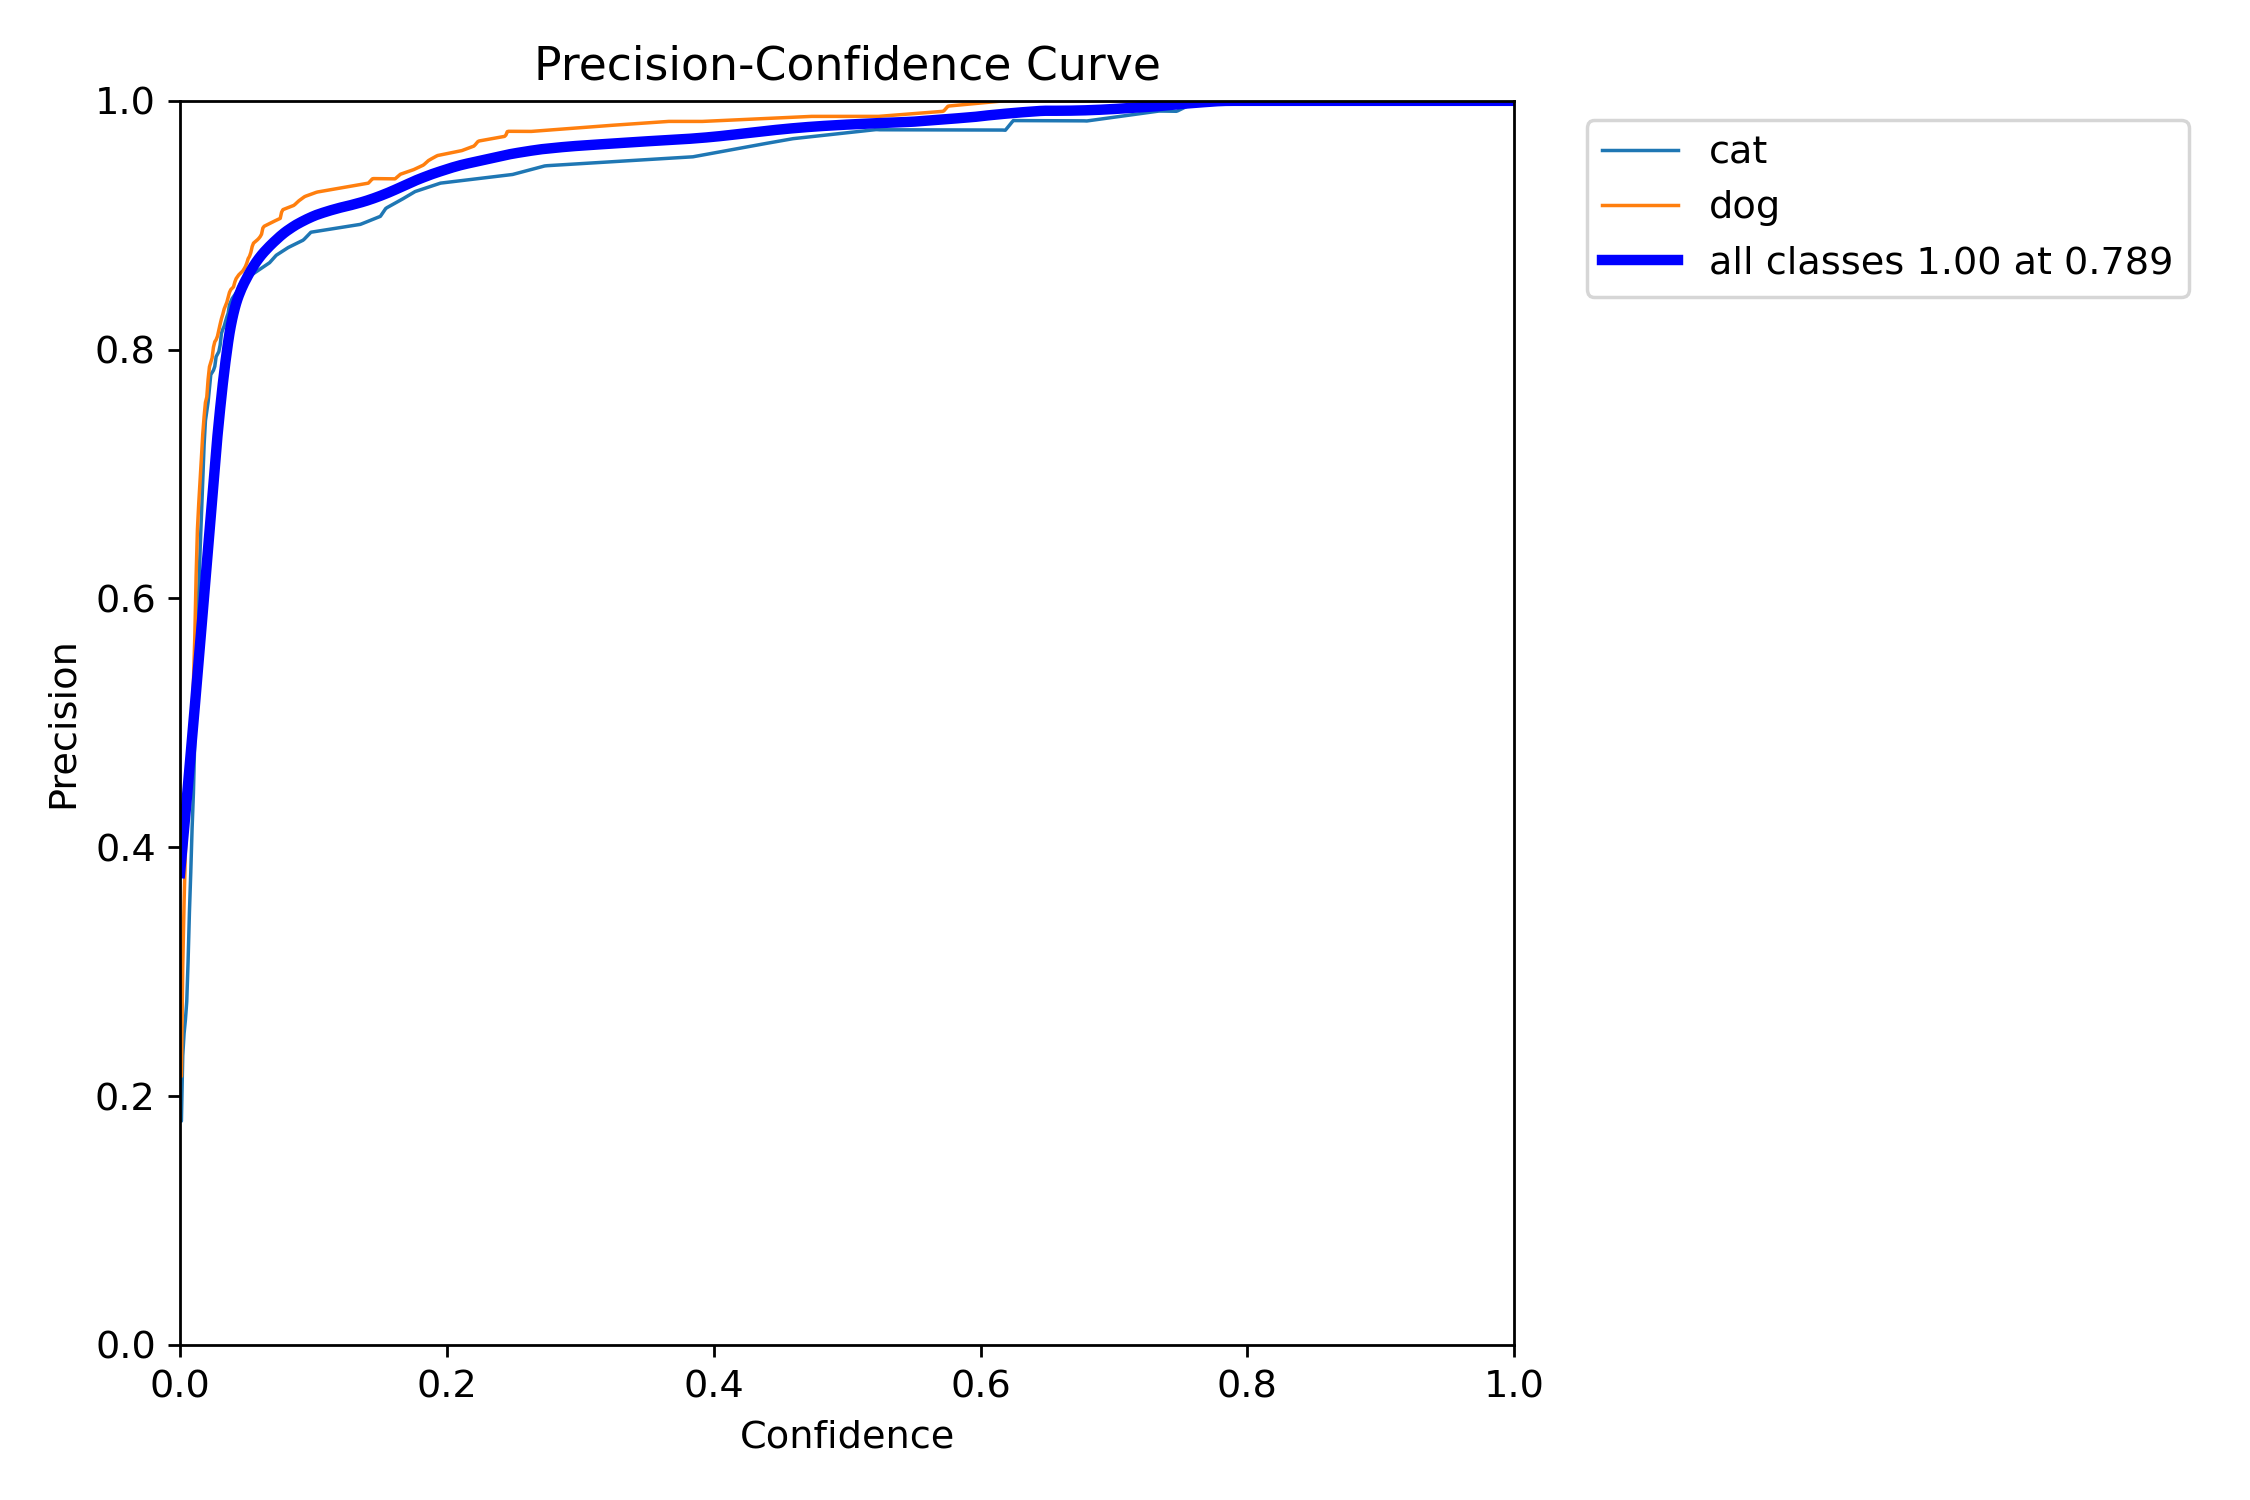 Precision-Confidence Curve
1.0
0.8
0.6
0.4
0.2
0.0
Precision
0.0 0.2 0.4 0.6 0.8 1.0
Confidence
cat
dog
all classes 1.00 at 0.789